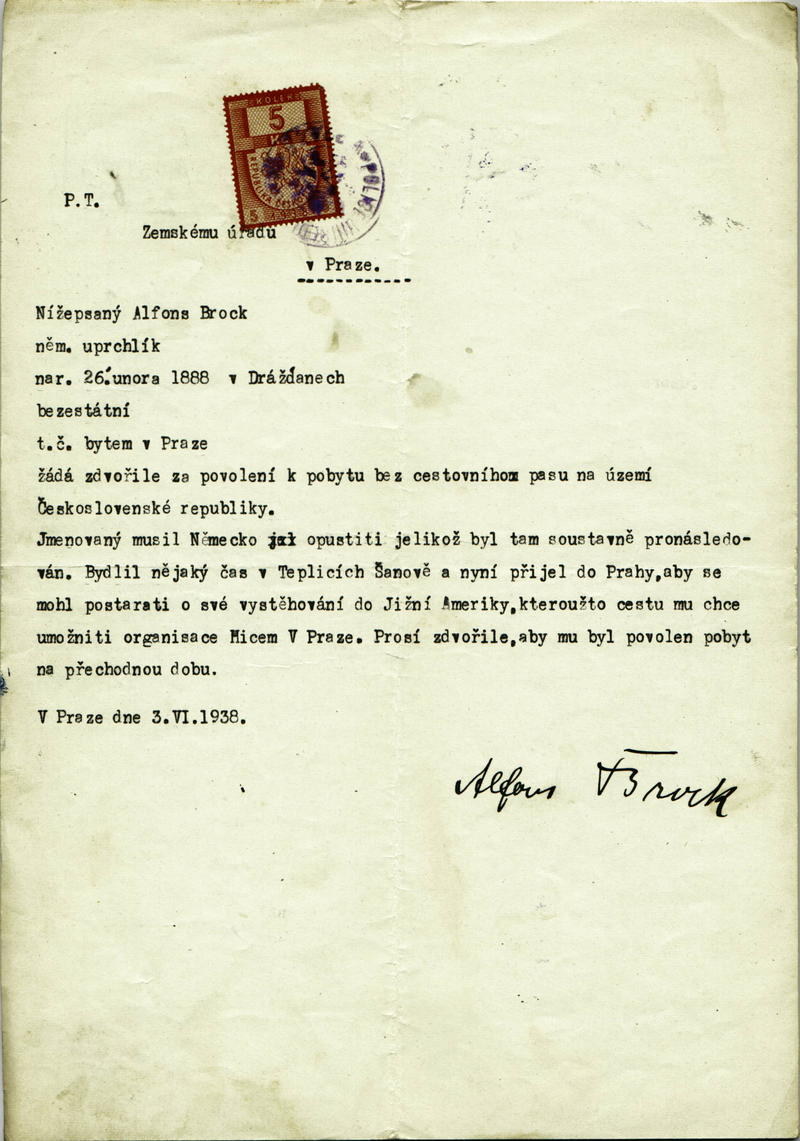 KOLEK
5
P.T.
Zemskému úřadu
v Praze.
Nížepsaný Alfons Brock
něm. uprchlík
nar. 26.unora 1888 v Drážďanech
bezestátní
t.č. bytem v Praze
žádá zdvořile za povolení k pobytu bez cestovního pasu na území
Československé republiky.
Jmenovaný musil Německo opustiti jelikož byl tam soustavně pronásledo-
ván. Bydlil nějaký čas v Teplicích Šanově a nyní přijel do Prahy,aby se
mohl postarati o své vystěhování do Jižní Ameriky,kteroužto cestu mu chce
umožniti organisace Hicem V Praze. Prosí zdvořile,aby mu byl povolen pobyt
na přechodnou dobu.
V Praze dne 3.VI.1938.
Alfons Brock